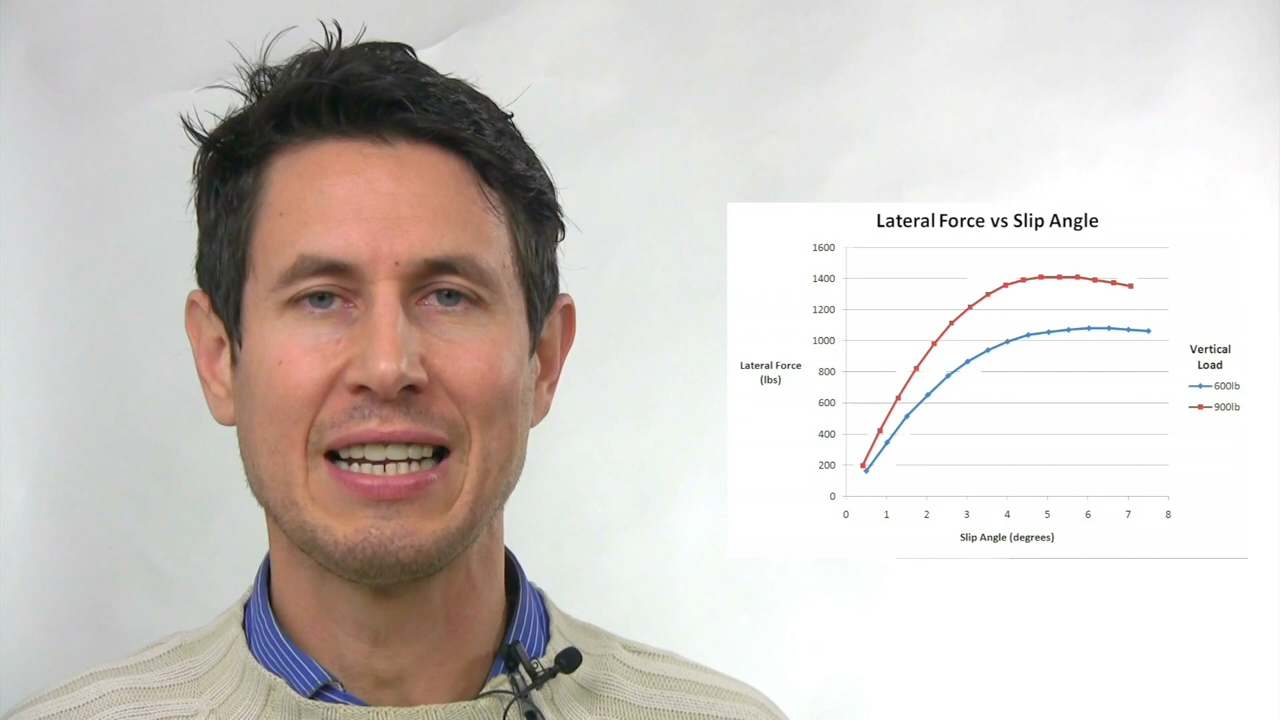 Lateral Force vs Slip Angle
1600
1400
1200
1000
800
600
400
200
0
Lateral Force
(lbs)
0 1 2 3 4 5 6 7 8
Slip Angle (degrees)
Vertical
Load
600lb
900lb